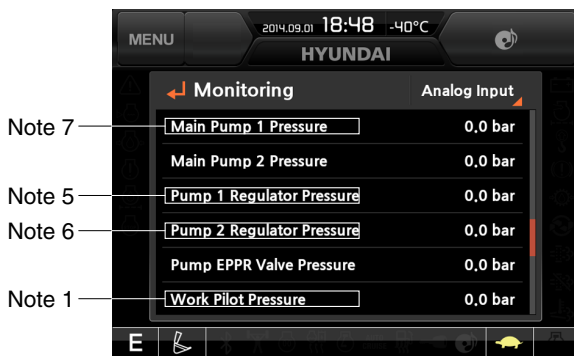 MENU
2014.09.01 18:48 -40°C
HYUNDAI
Monitoring Analog Input
Note 7 Main Pump 1 Pressure 0.0 bar
Main Pump 2 Pressure 0.0 bar
Note 5 Pump 1 Regulator Pressure 0.0 bar
Note 6 Pump 2 Regulator Pressure 0.0 bar
Pump EPPR Valve Pressure 0.0 bar
Note 1 Work Pilot Pressure 0.0 bar
E